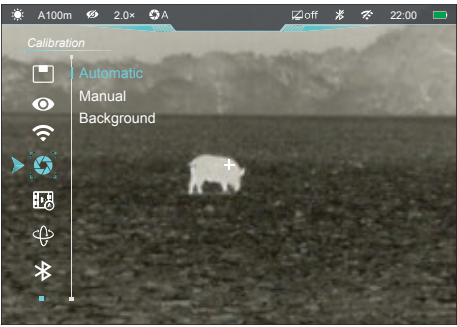 A100m 2.0× A off 22:00
Calibration
Automatic
Manual
Background